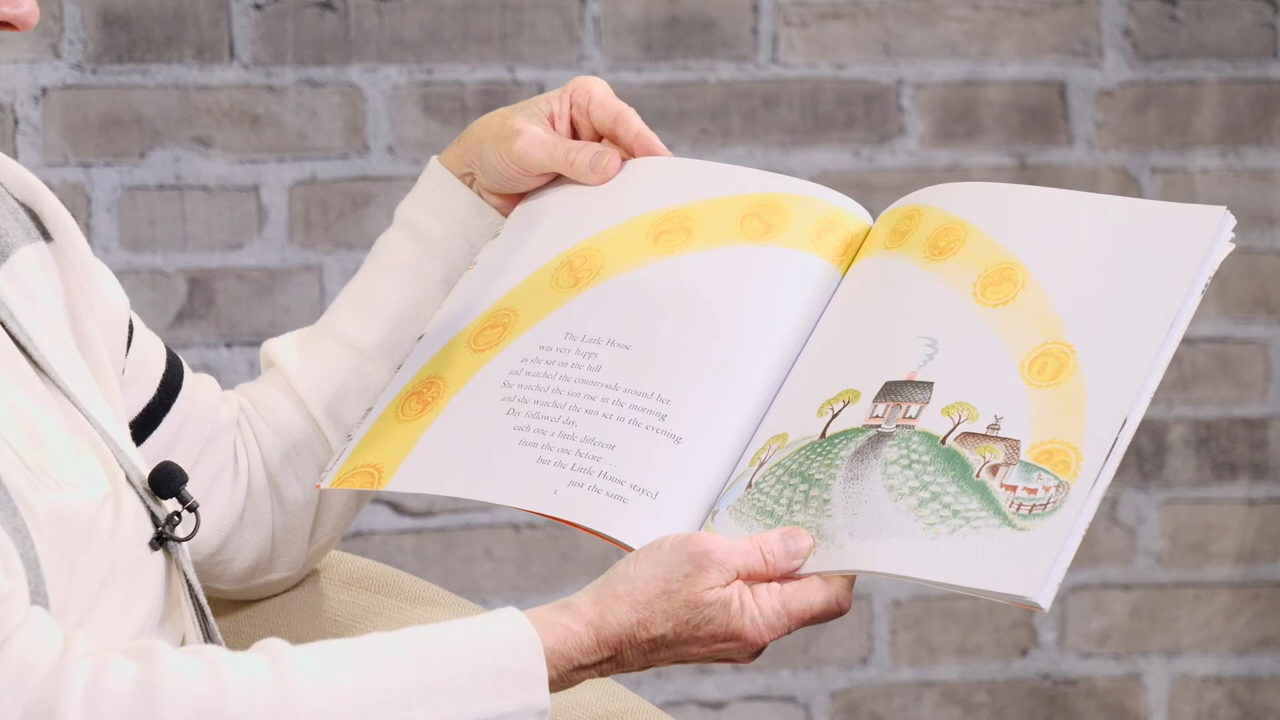 The Little House
was very happy
as she sat on the hill
and watched the countryside around her.
She watched the sun rise in the morning
and she watched the sun set in the evening.
Day followed day,
each one a little different
from the one before . . .
but the Little House stayed
just the same.
2